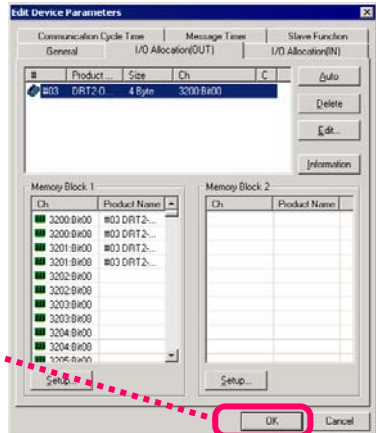 Edit Device Parameters
Communication Cycle Time Message Timer Slave Function
General I/O Allocation(OUT) I/O Allocation(IN)
# Product ... Size Ch C
#03 DRT2-O... 4 Byte 3200:Bit00
Auto
Delete
Edit...
Information
Memory Block 1 Memory Block 2
Ch Product Name Ch Product Name
3200:Bit00 #03 DRT2-...
3200:Bit08 #03 DRT2-...
3201:Bit00 #03 DRT2-...
3201:Bit08 #03 DRT2-...
3202:Bit00
3202:Bit08
3203:Bit00
3203:Bit08
3204:Bit00
3204:Bit08
3205:Bit00
Setup... Setup...
OK Cancel